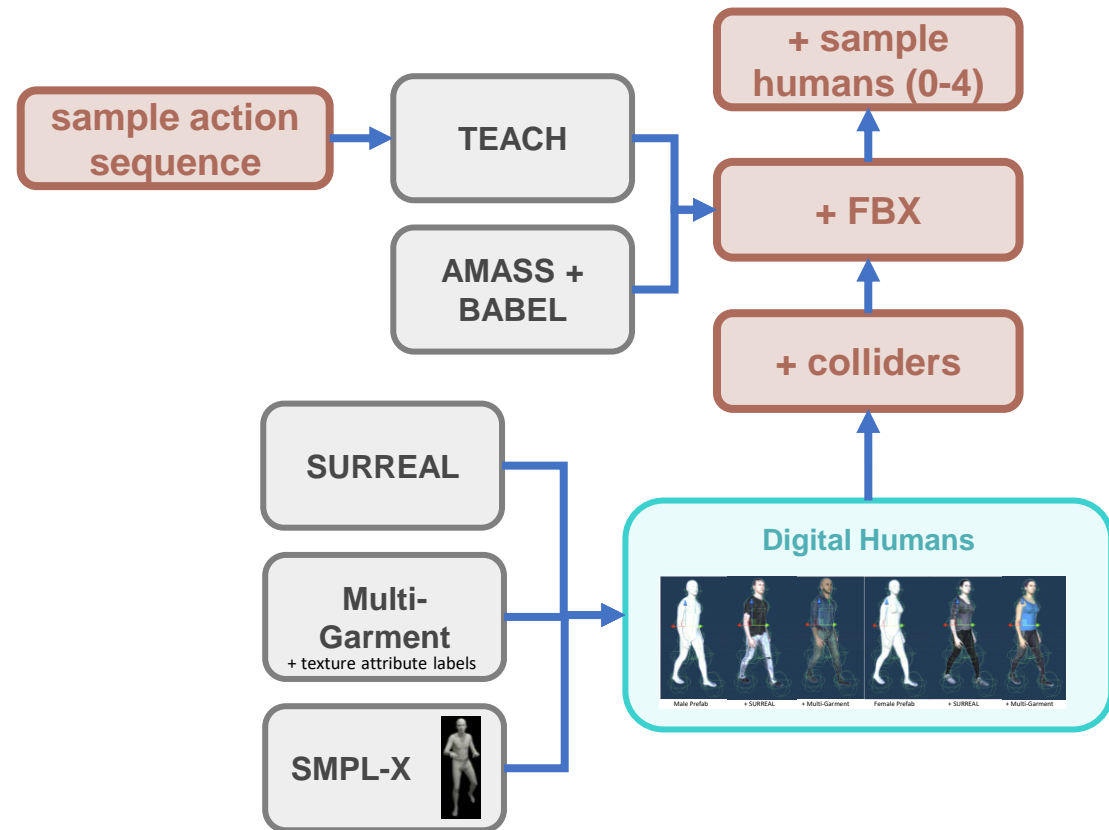 + sample
humans (0-4)
sample action
sequence
TEACH
+ FBX
AMASS +
BABEL
+ colliders
SURREAL
Digital Humans
Multi-
Garment
+ texture attribute labels
Male Prefab
+ SURREAL
+ Multi-Garment
Female Prefab
+ SURREAL
+ Multi-Garment
SMPL-X